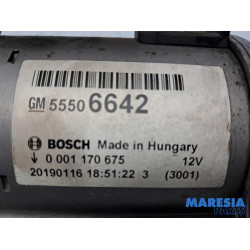 GM 5550 6642
BOSCH Made in Hungary
0 001 170 675 12V
20190116 18:51:22 3 (3001)
MARESIA
PARTS